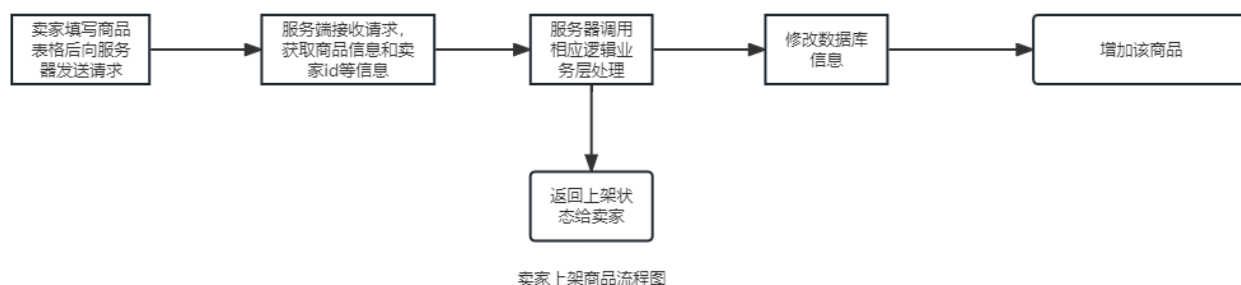 卖家填写商品
表格后向服务
器发送请求
服务端接收请求，
获取商品信息和卖
家id等信息
服务器调用
相应逻辑业
务层处理
修改数据库
信息
增加该商品
返回上架状
态给卖家
卖家上架商品流程图